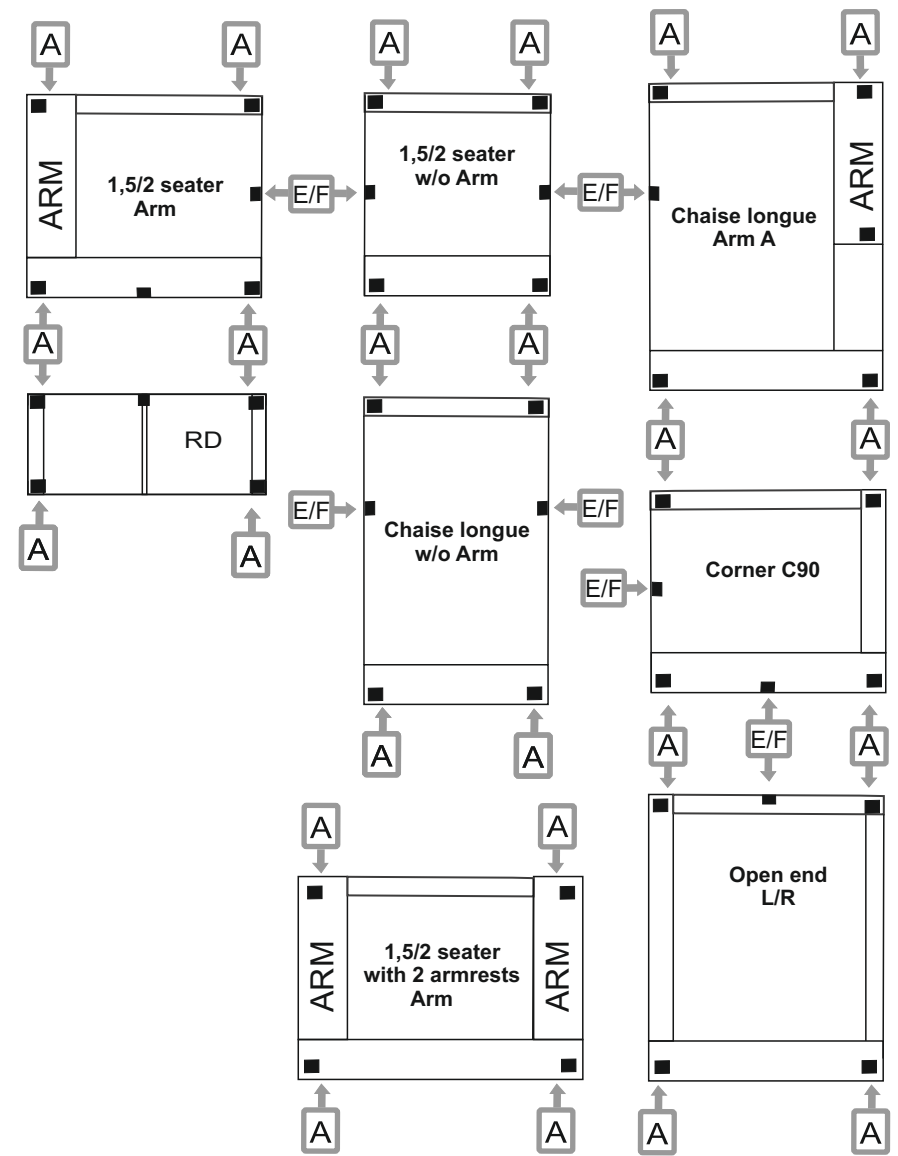 A
A
A
A
A
A
ARM
1,5/2 seater
Arm
E/F
1,5/2 seater
w/o Arm
E/F
Chaise longue
Arm A
ARM
A
A
A
A
A
A
RD
A
A
E/F
Chaise longue
w/o Arm
E/F
E/F
Corner C90
A
A
A
E/F
A
A
A
ARM
1,5/2 seater
with 2 armrests
Arm
ARM
Open end
L/R
A
A
A
A